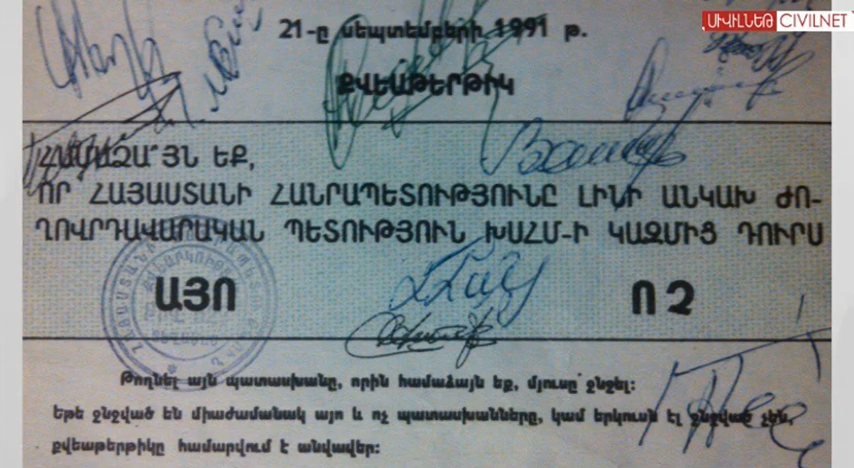 ՍԻՎԻԼՆԵԹ CIVILNET
21-ը սեպտեմբերի 1991 թ.
ՔՎԵԱԹԵՐԹԻԿ
ՀԱՄԱՁԱ՞ՅՆ ԵՔ,
ՈՐ ՀԱՅԱՍՏԱՆԻ ՀԱՆՐԱՊԵՏՈՒԹՅՈՒՆԸ ԼԻՆԻ ԱՆԿԱԽ ԺՈ-
ՂՈՎՐԴԱՎԱՐԱԿԱՆ ՊԵՏՈՒԹՅՈՒՆ ԽՍՀՄ-Ի ԿԱԶՄԻՑ ԴՈՒՐՍ
ԱՅՈ ՈՉ
Թողնել այն պատասխանը, որին համաձայն եք, մյուսը՝ ջնջել:
Եթե ջնջված են միաժամանակ այո և ոչ պատասխանները, կամ երկուսն էլ ջնջված չեն,
քվեաթերթիկը համարվում է անվավեր: